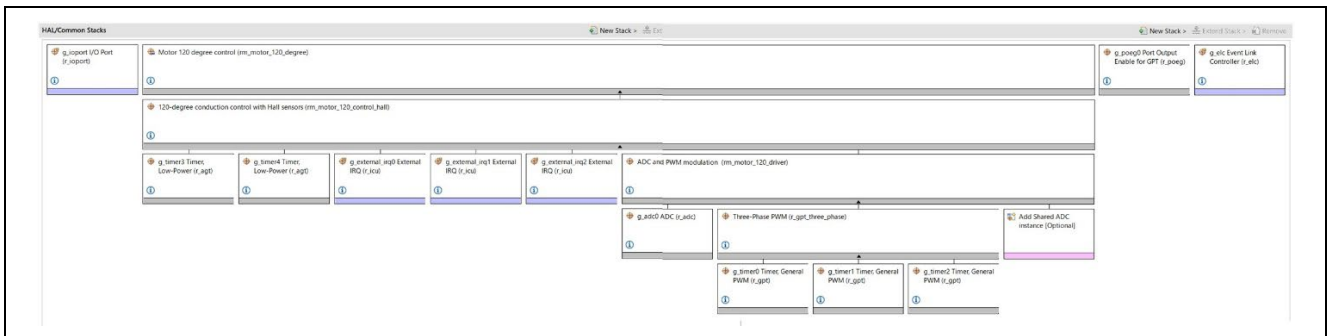 HAL/Common Stacks
New Stack >
New Stack > Extend Stack > Remove
g_ioport I/O Port
(r_ioport)
Motor 120 degree control (rm_motor_120_degree)
g_poeg0 Port Output
Enable for GPT (r_poeg)
g_elc Event Link
Controller (r_elc)
120-degree conduction control with Hall sensors (rm_motor_120_control_hall)
g_timer3 Timer,
Low-Power (r_agt)
g_timer4 Timer,
Low-Power (r_agt)
g_external_irq0 External
IRQ (r_icu)
g_external_irq1 External
IRQ (r_icu)
g_external_irq2 External
IRQ (r_icu)
ADC and PWM modulation (rm_motor_120_driver)
g_adc0 ADC (r_adc)
Three-Phase PWM (r_gpt_three_phase)
Add Shared ADC
instance [Optional]
g_timer0 Timer, General
PWM (r_gpt)
g_timer1 Timer, General
PWM (r_gpt)
g_timer2 Timer, General
PWM (r_gpt)